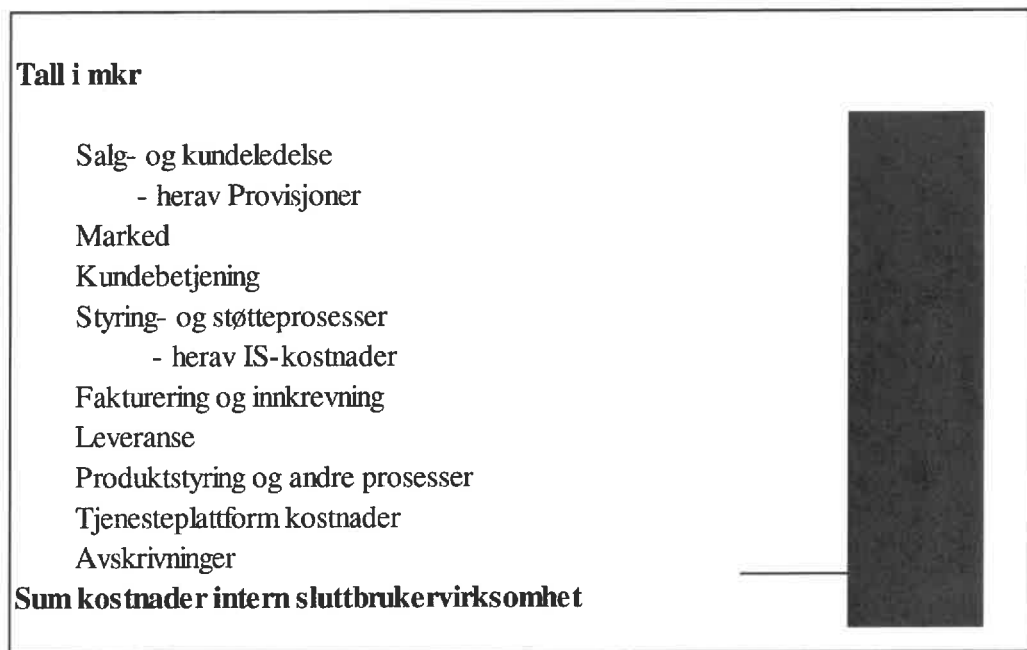 Tall i mkr
Salg- og kundeledelse
- herav Provisjoner
Marked
Kundebetjening
Styring- og støtteprosesser
- herav IS-kostnader
Fakturering og innkrevning
Leveranse
Produktstyring og andre prosesser
Tjenesteplattform kostnader
Avskrivninger
Sum kostnader intern sluttbrukervirksomhet